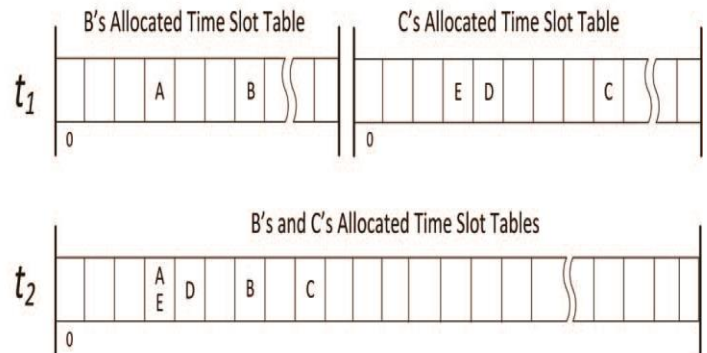 B's Allocated Time Slot Table
C's Allocated Time Slot Table
t1
A
B
E
D
C
0
0
B's and C's Allocated Time Slot Tables
t2
A
E
D
B
C
0